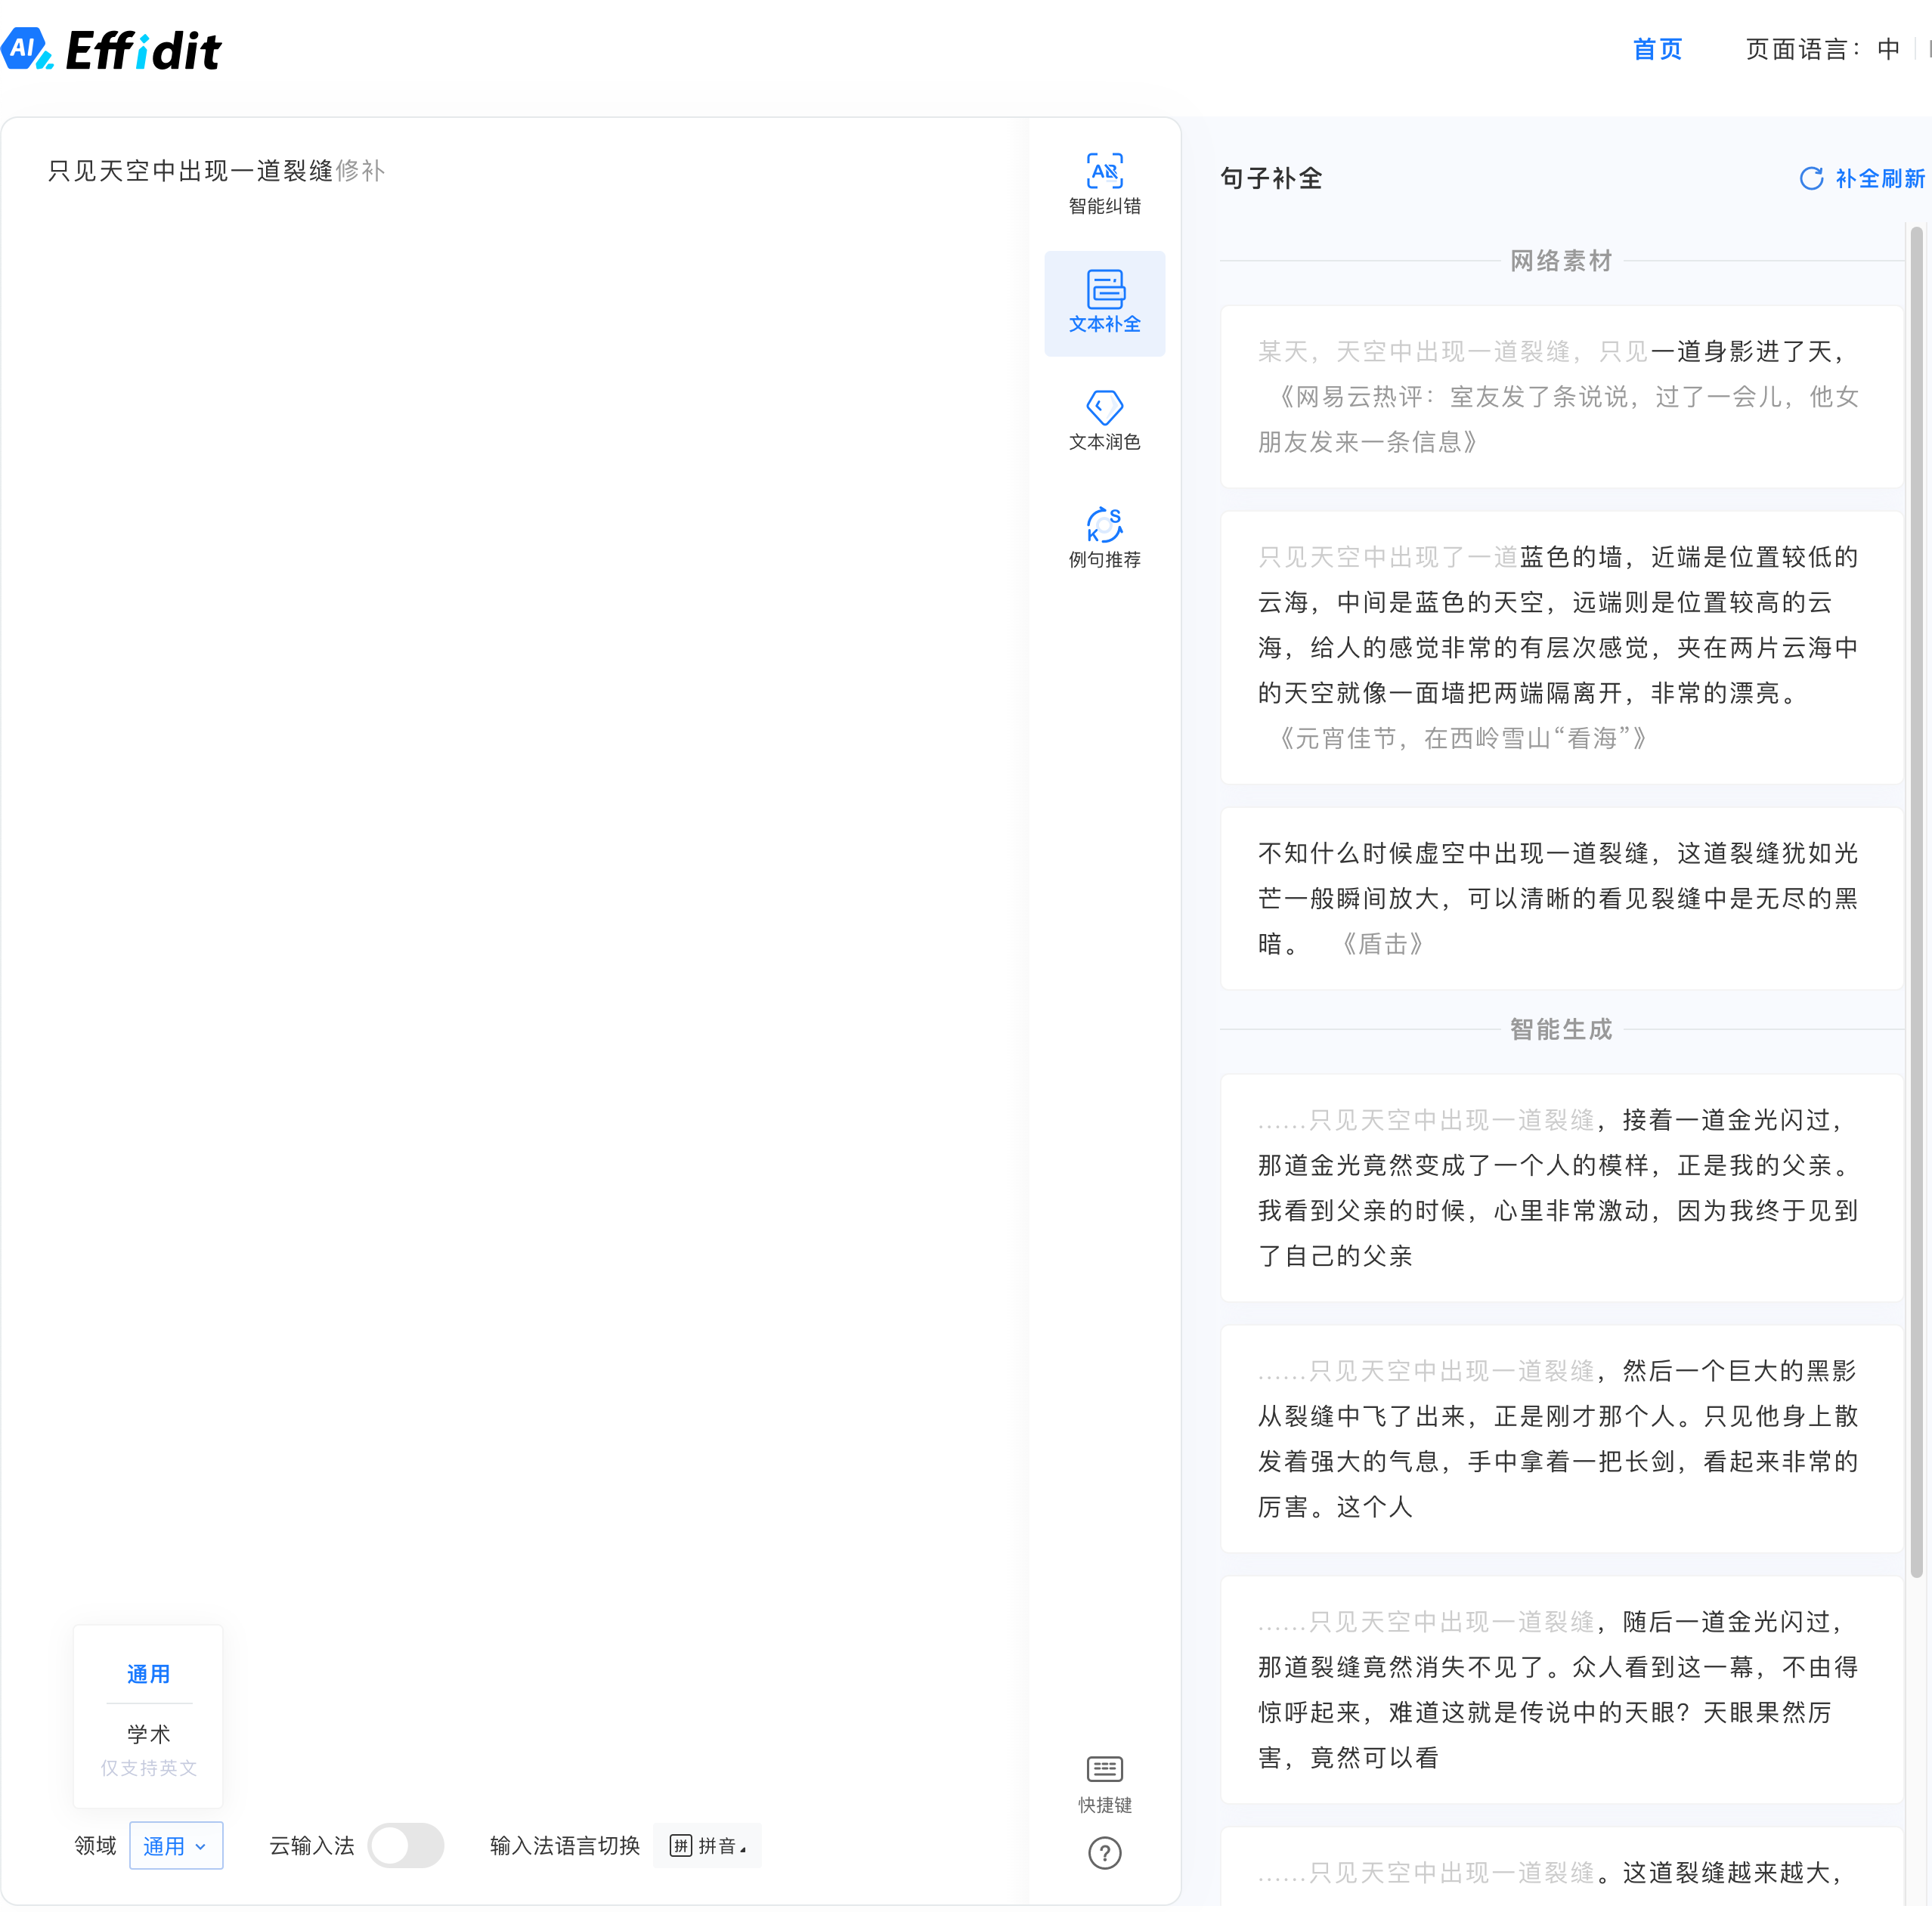 AI Effidit
首页
页面语言：中
只见天空中出现一道裂缝修补
智能纠错
文本补全
文本润色
K S
例句推荐
句子补全
补全刷新
网络素材
某天，天空中出现一道裂缝，只见一道身影进了天，
《网易云热评：室友发了条说说，过了一会儿，他女
朋友发来一条信息》
只见天空中出现了一道蓝色的墙，近端是位置较低的
云海，中间是蓝色的天空，远端则是位置较高的云
海，给人的感觉非常的有层次感觉，夹在两片云海中
的天空就像一面墙把两端隔离开，非常的漂亮。
《元宵佳节，在西岭雪山“看海”》
不知什么时候虚空中出现一道裂缝，这道裂缝犹如光
芒一般瞬间放大，可以清晰的看见裂缝中是无尽的黑
暗。 《盾击》
智能生成
……只见天空中出现一道裂缝，接着一道金光闪过，
那道金光竟然变成了一个人的模样，正是我的父亲。
我看到父亲的时候，心里非常激动，因为我终于见到
了自己的父亲
……只见天空中出现一道裂缝，然后一个巨大的黑影
从裂缝中飞了出来，正是刚才那个人。只见他身上散
发着强大的气息，手中拿着一把长剑，看起来非常的
厉害。这个人
……只见天空中出现一道裂缝，随后一道金光闪过，
那道裂缝竟然消失不见了。众人看到这一幕，不由得
惊呼起来，难道这就是传说中的天眼？天眼果然厉
害，竟然可以看
……只见天空中出现一道裂缝。这道裂缝越来越大，
通用
学术
仅支持英文
领域 通用
云输入法
输入法语言切换 拼 拼音
快捷键
?